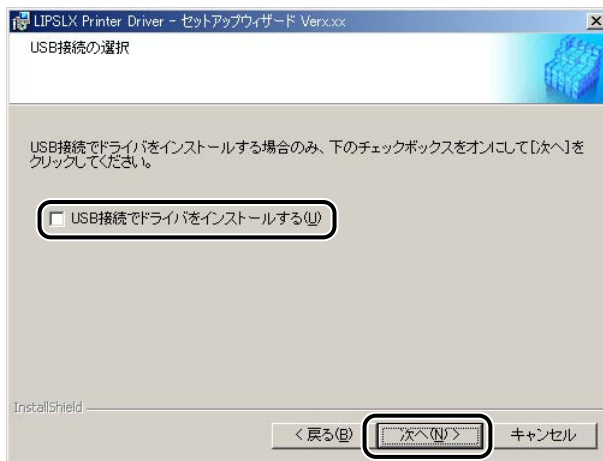 LIPSLX Printer Driver - セットアップウィザード Verx.xx
USB接続の選択
USB接続でドライバをインストールする場合のみ、下のチェックボックスをオンにして[次へ]を
クリックしてください。
USB接続でドライバをインストールする(U)
InstallShield
< 戻る(B) 次へ(N) > キャンセル